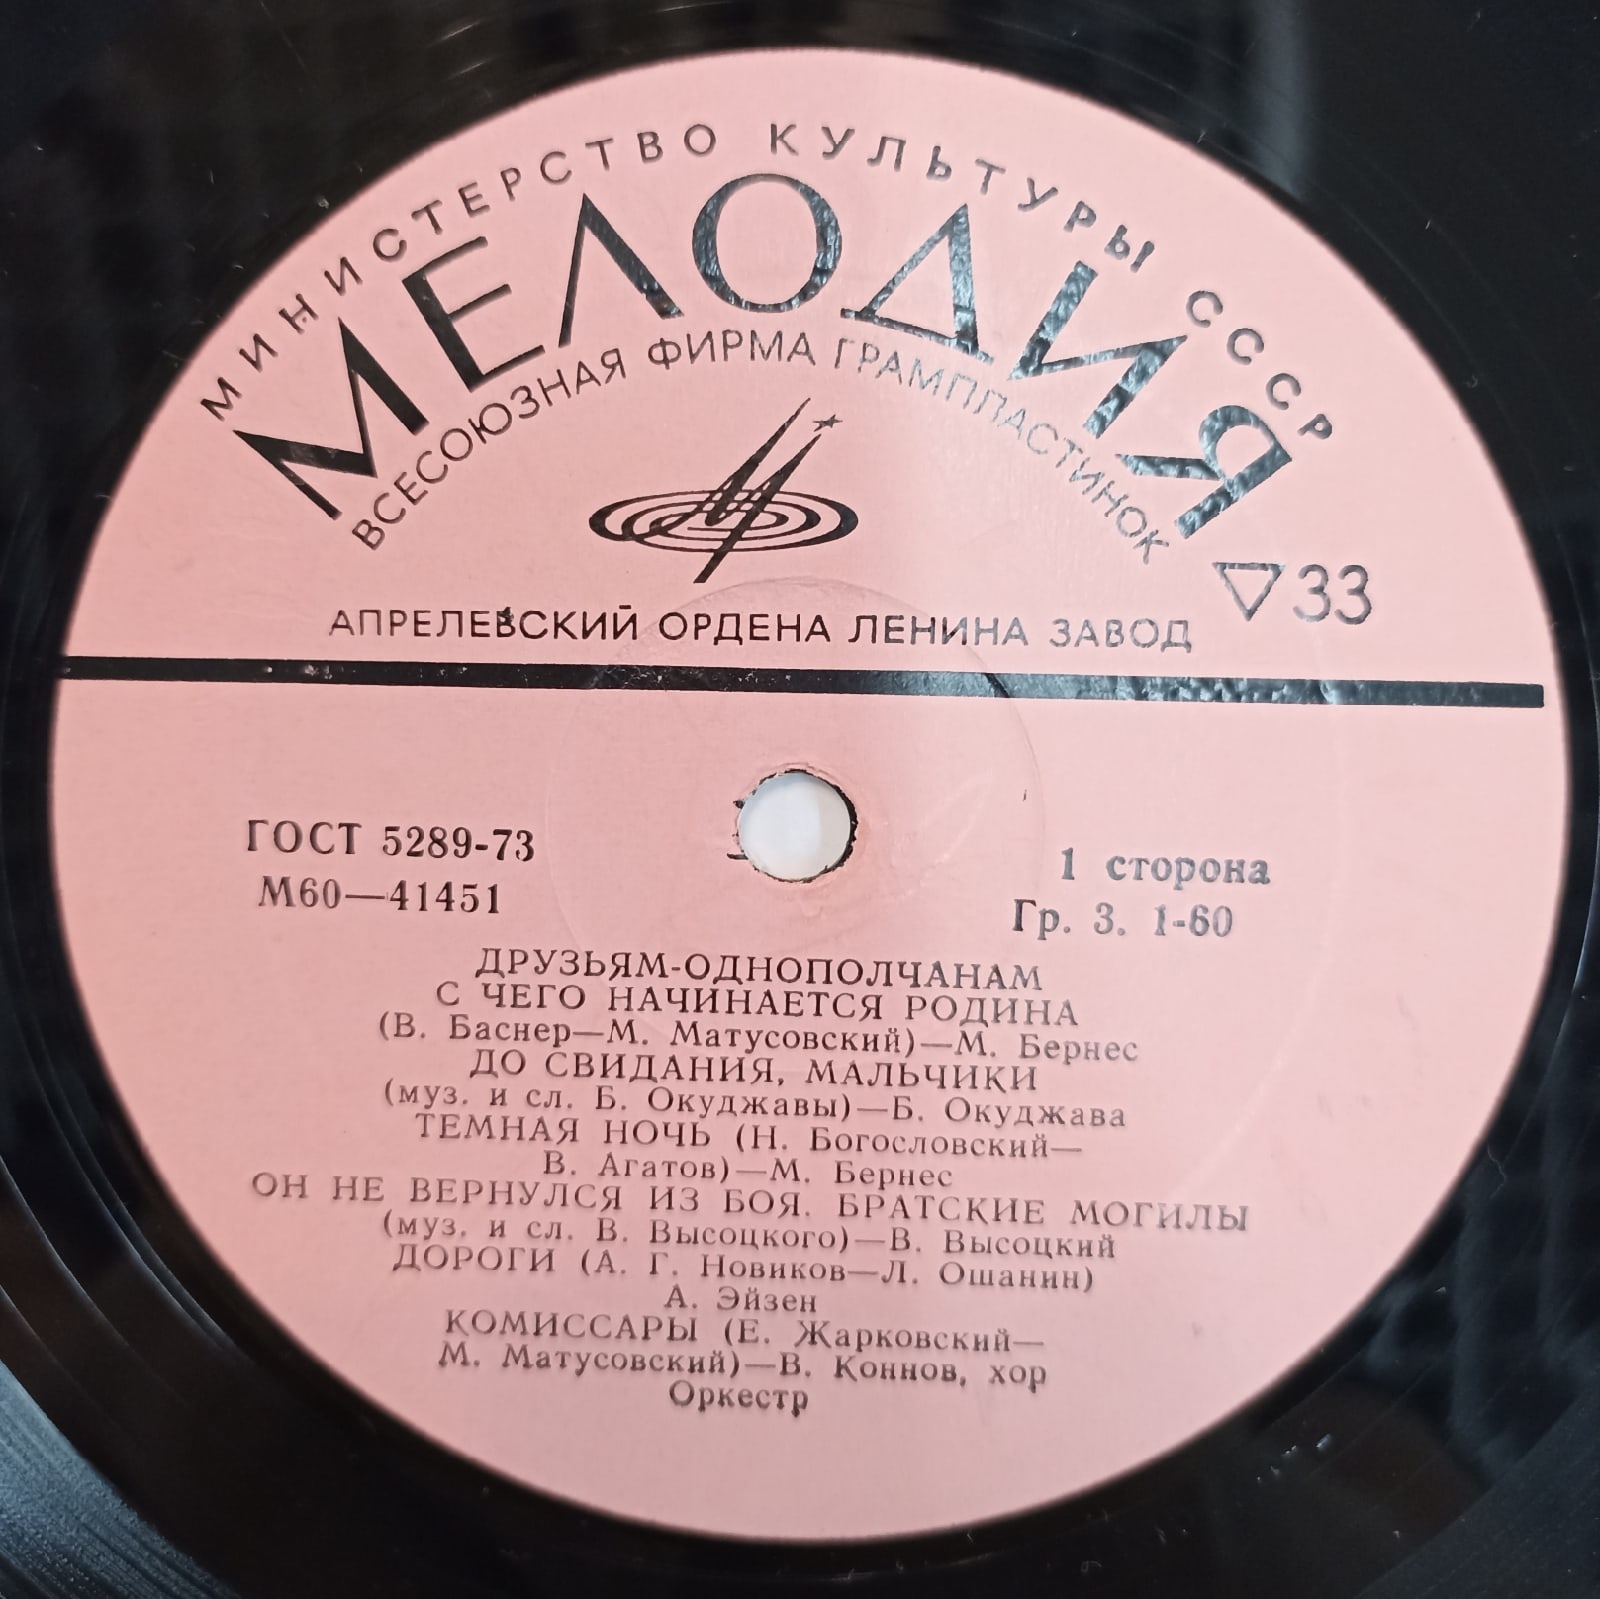 МИНИСТЕРСТВО КУЛЬТУРЫ СССР
МЕЛОДИЯ
ВСЕСОЮЗНАЯ ФИРМА ГРАМПЛАСТИНОК
33
АПРЕЛЕВСКИЙ ОРДЕНА ЛЕНИНА ЗАВОД
ГОСТ 5289-73
М60—41451
1 сторона
Гр. 3. 1-60
ДРУЗЬЯМ-ОДНОПОЛЧАНАМ
С ЧЕГО НАЧИНАЕТСЯ РОДИНА
(В. Баснер—М. Матусовский)—М. Бернес
ДО СВИДАНИЯ, МАЛЬЧИКИ
(муз. и сл. Б. Окуджавы)—Б. Окуджава
ТЕМНАЯ НОЧЬ (Н. Богословский—
В. Агатов)—М. Бернес
ОН НЕ ВЕРНУЛСЯ ИЗ БОЯ. БРАТСКИЕ МОГИЛЫ
(муз. и сл. В. Высоцкого)—В. Высоцкий
ДОРОГИ (А. Г. Новиков—Л. Ошанин)
А. Эйзен
КОМИССАРЫ (Е. Жарковский—
М. Матусовский)—В. Коннов, хор
Оркестр